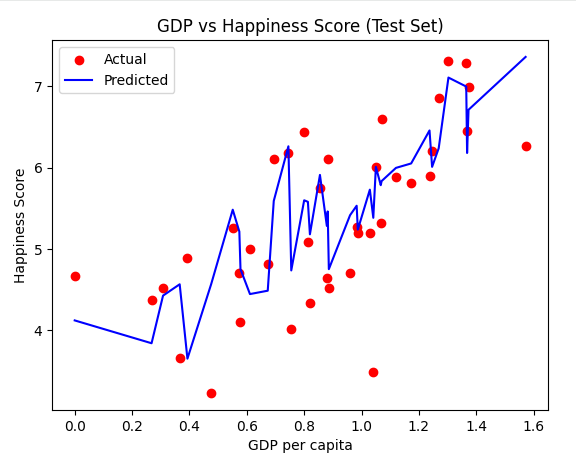 GDP vs Happiness Score (Test Set)
Actual
Predicted
Happiness Score
7
6
5
4
0.0 0.2 0.4 0.6 0.8 1.0 1.2 1.4 1.6
GDP per capita